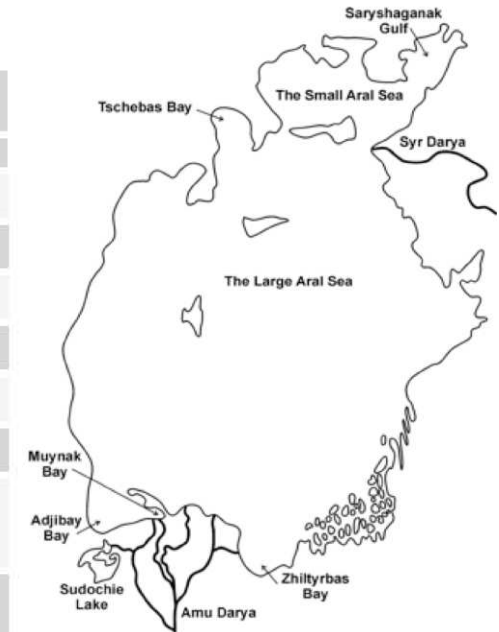 Saryshaganak
Gulf
The Small Aral Sea
Tschebas Bay
Syr Darya
The Large Aral Sea
Muynak
Bay
Adjibay
Bay
Sudochie
Lake
Amu Darya
Zhiltyrbas
Bay